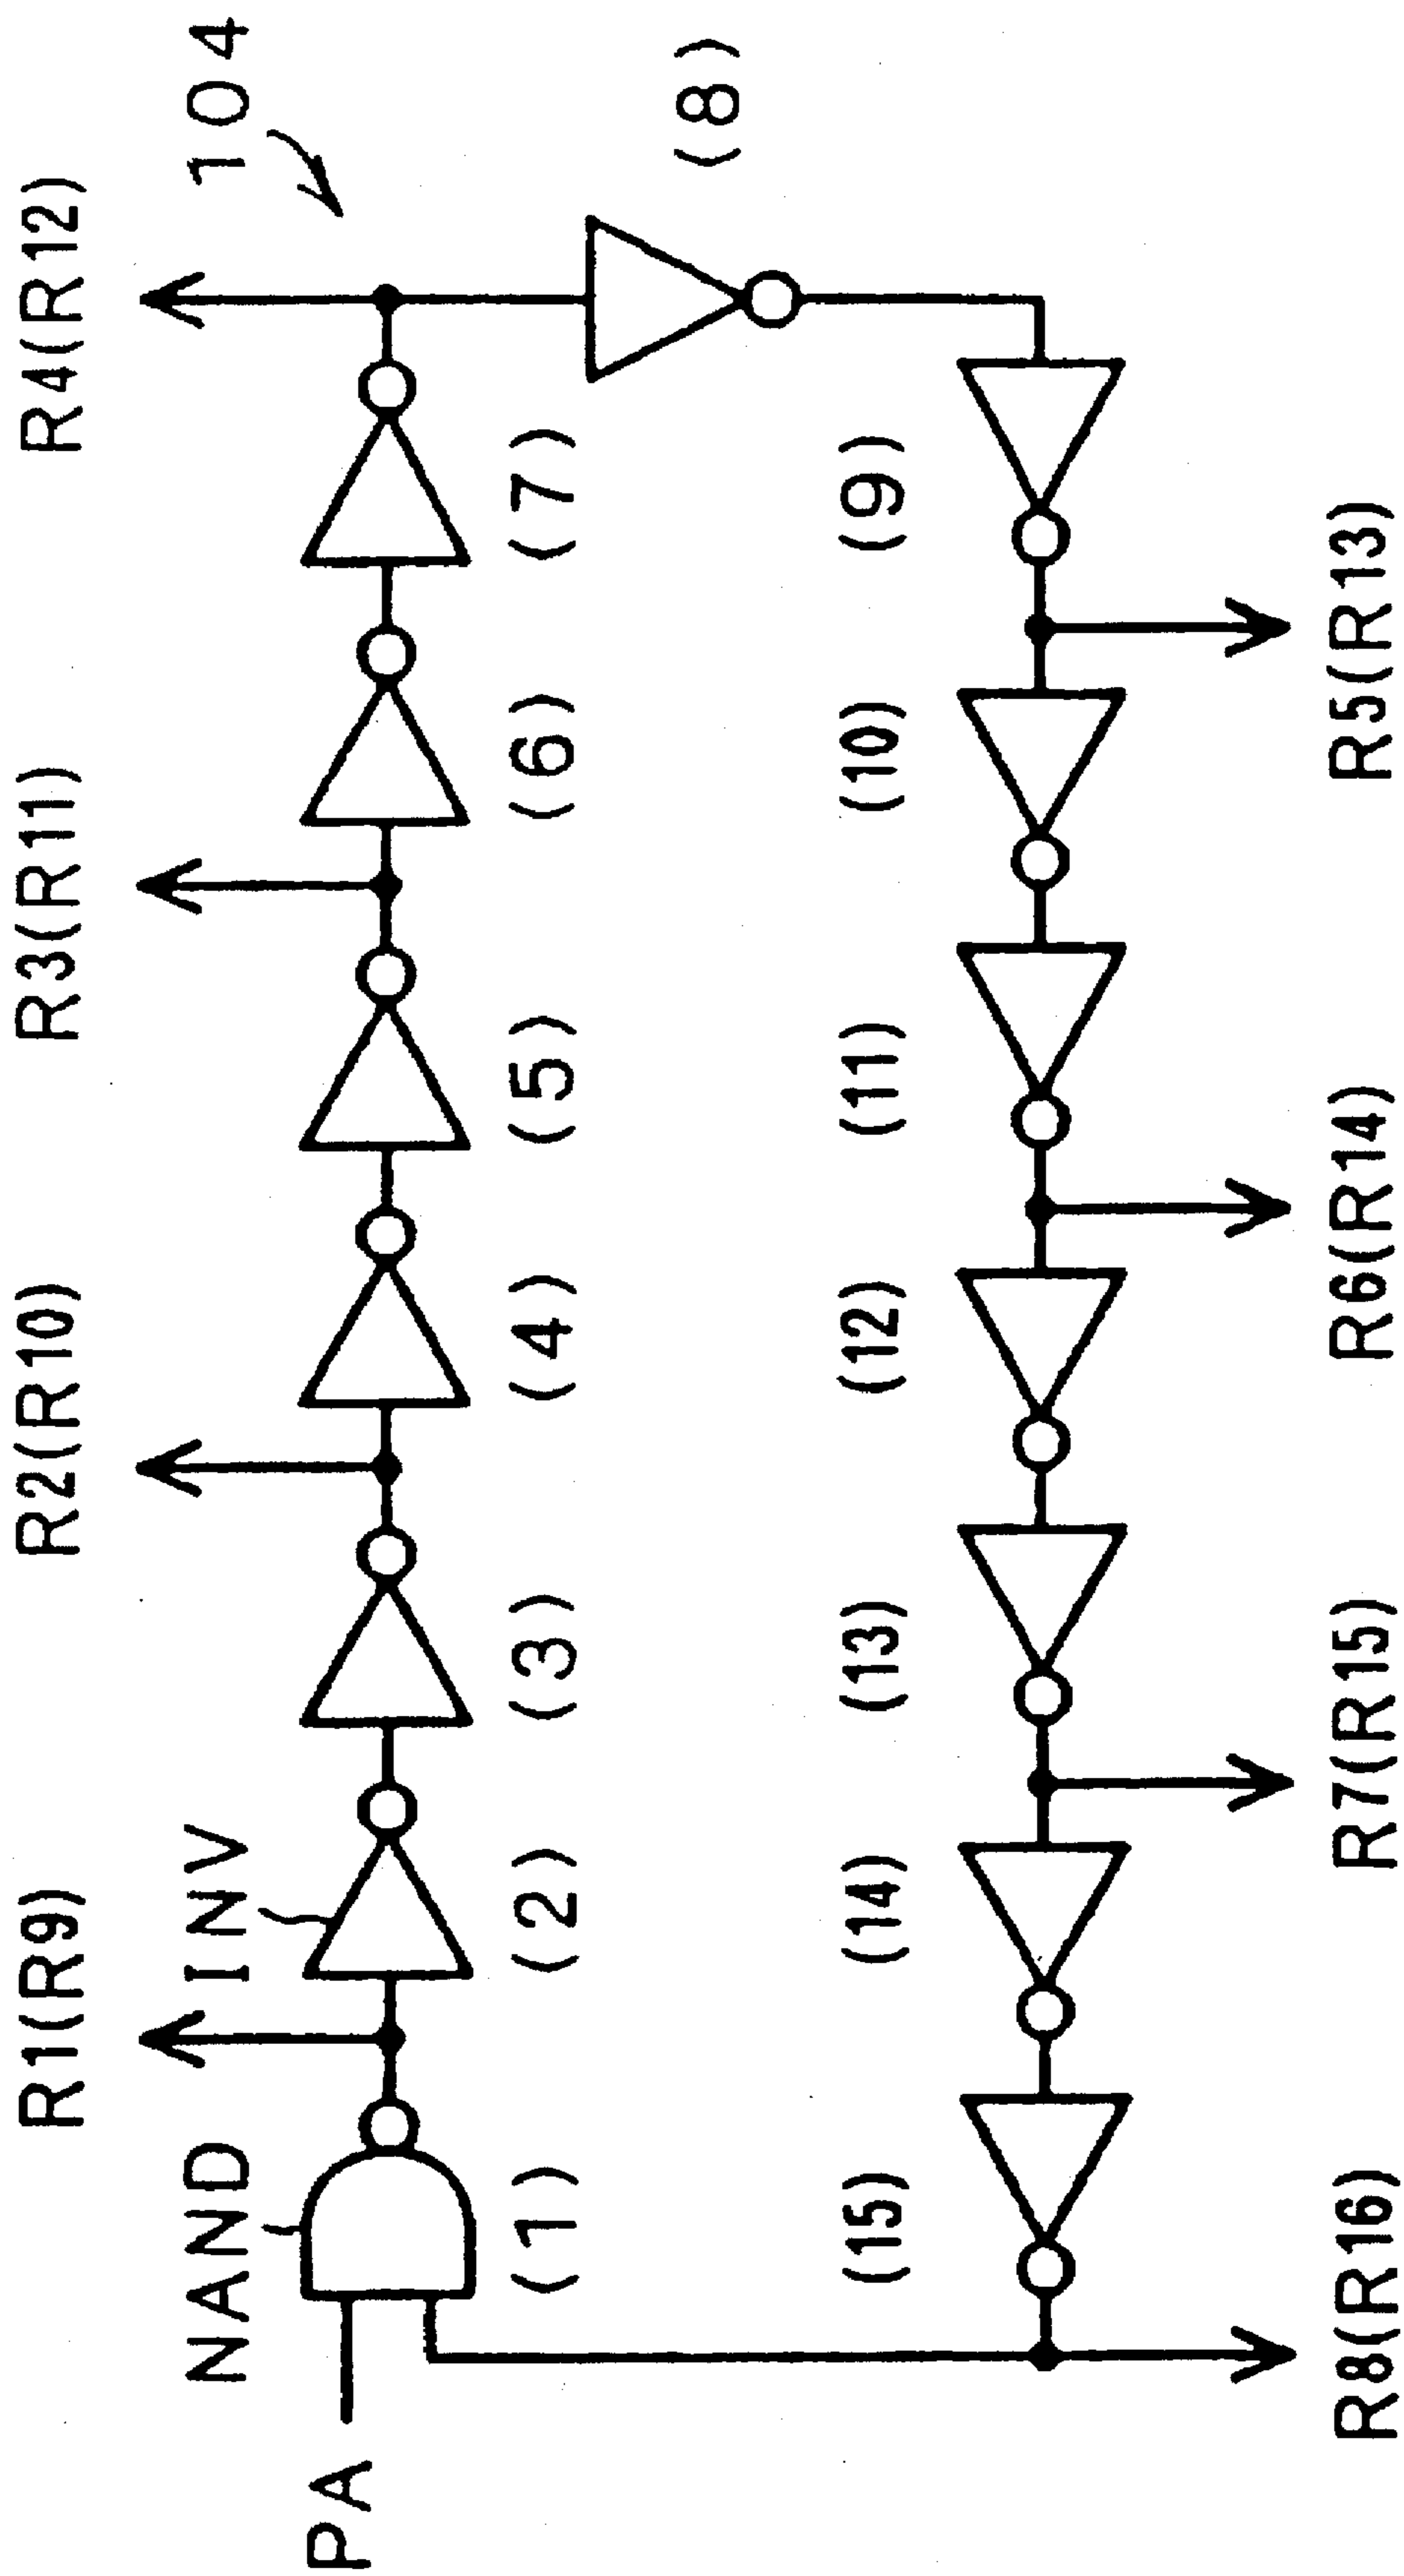 R1(R9)
R2(R10)
R3(R11)
R4(R12)
NAND
INV
104
PA
(1)
(2)
(3)
(4)
(5)
(6)
(7)
(8)
(15)
(14)
(13)
(12)
(11)
(10)
(9)
R8(R16)
R7(R15)
R6(R14)
R5(R13)